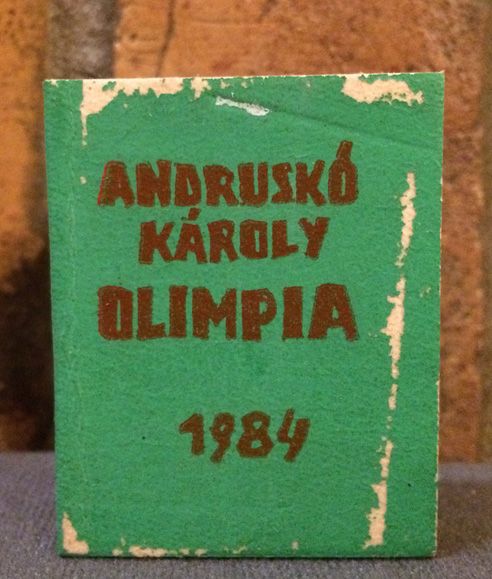 ANDRUSKÓ
KÁROLY
OLIMPIA
1984